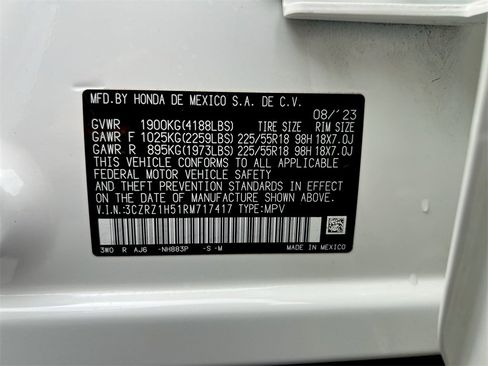 MFD.BY HONDA DE MEXICO S.A. DE C.V.
08/'23
GVWR 1900KG(4188LBS) TIRE SIZE RIM SIZE
GAWR F 1025KG(2259LBS) 225/55R18 98H 18X7.0J
GAWR R 895KG(1973LBS) 225/55R18 98H 18X7.0J
THIS VEHICLE CONFORMS TO ALL APPLICABLE
FEDERAL MOTOR VEHICLE SAFETY
AND THEFT PREVENTION STANDARDS IN EFFECT
ON THE DATE OF MANUFACTURE SHOWN ABOVE.
V.I.N.:3CZRZ1H51RM717417 TYPE:MPV
3W0 R AJ6 -NH883P -S-M MADE IN MEXICO